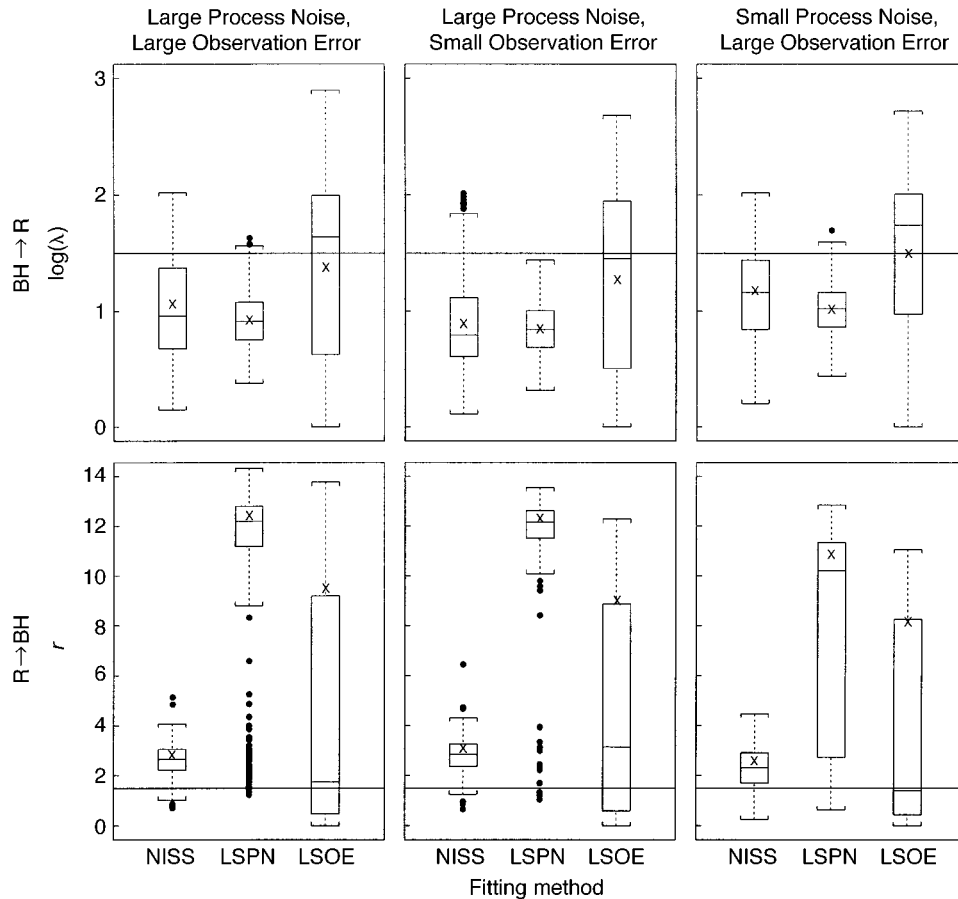 Large Process Noise,
Large Observation Error
Large Process Noise,
Small Observation Error
Small Process Noise,
Large Observation Error
BH → R
log(λ)
3
2
1
0
X X X
X X X
X X X
R → BH
r
14
12
10
8
6
4
2
0
X X X
X X X
X X X
NISS LSPN LSOE
NISS LSPN LSOE
NISS LSPN LSOE
Fitting method